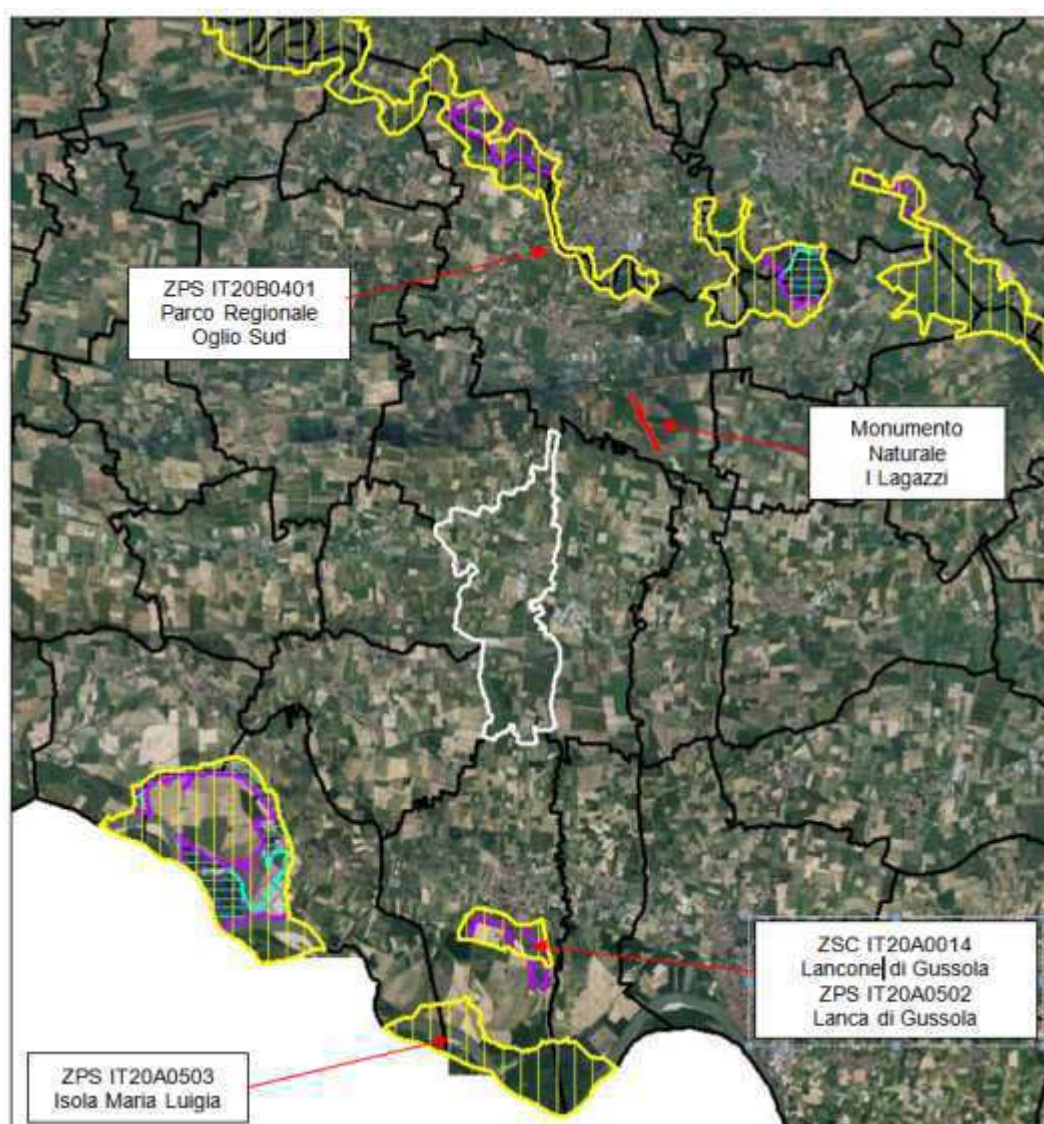 ZPS IT20B0401
Parco Regionale
Oglio Sud
Monumento
Naturale
I Lagazzi
ZSC IT20A0014
Lancone di Gussola
ZPS IT20A0502
Lanca di Gussola
ZPS IT20A0503
Isola Maria Luigia